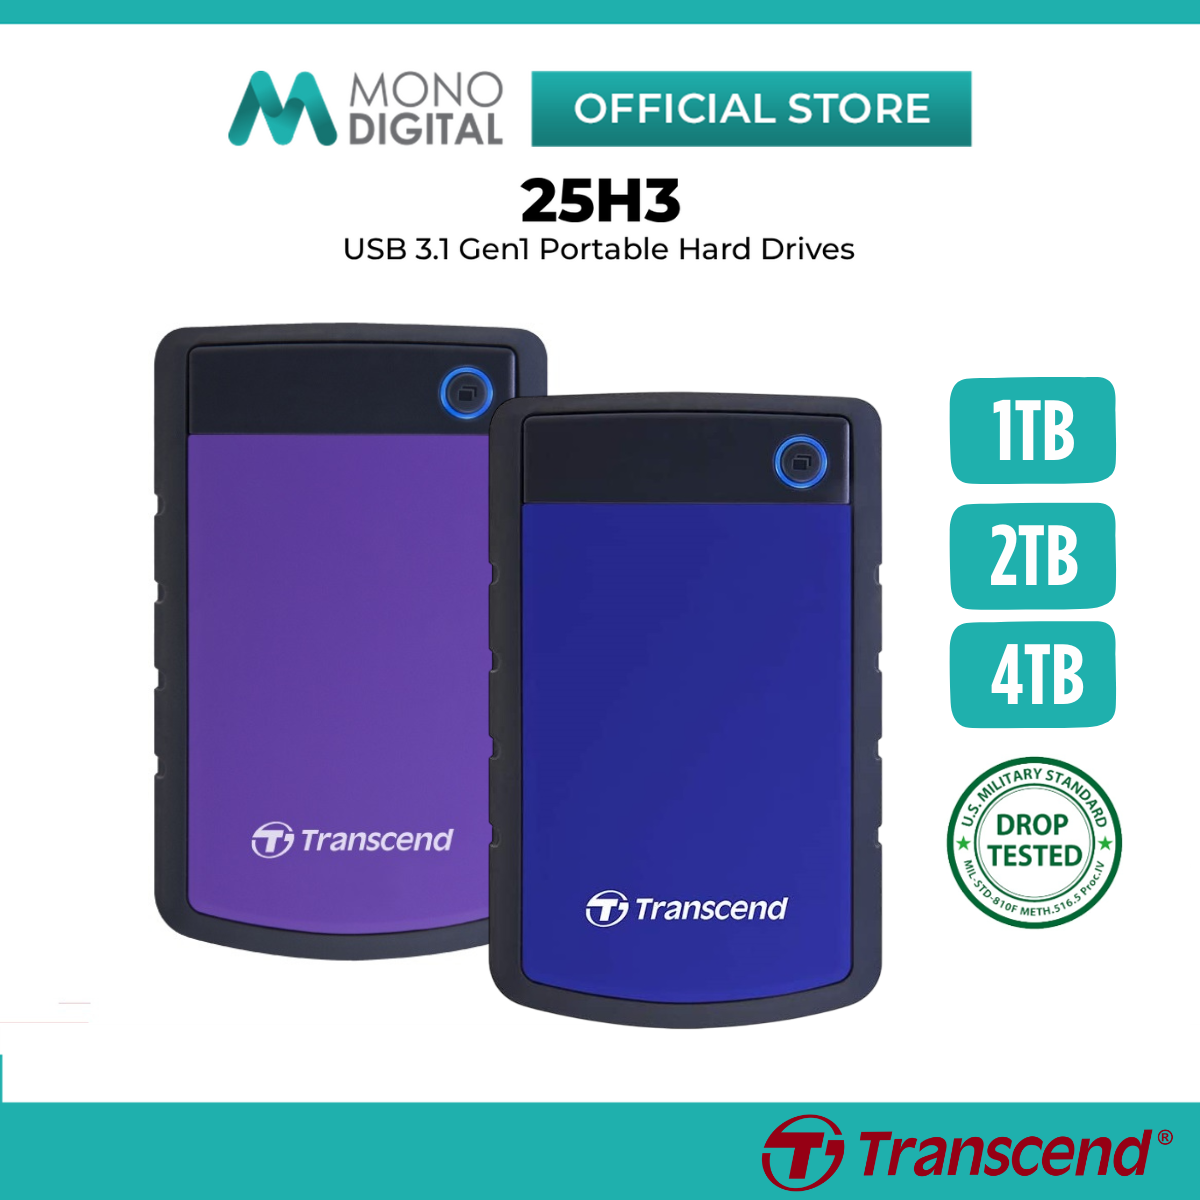 MONO
DIGITAL
OFFICIAL STORE
25H3
USB 3.1 Gen1 Portable Hard Drives
1TB
2TB
4TB
Transcend
Transcend
U.S. MILITARY STANDARD
DROP
TESTED
MIL-STD-810F METH.516.5 Proc.IV
Transcend®